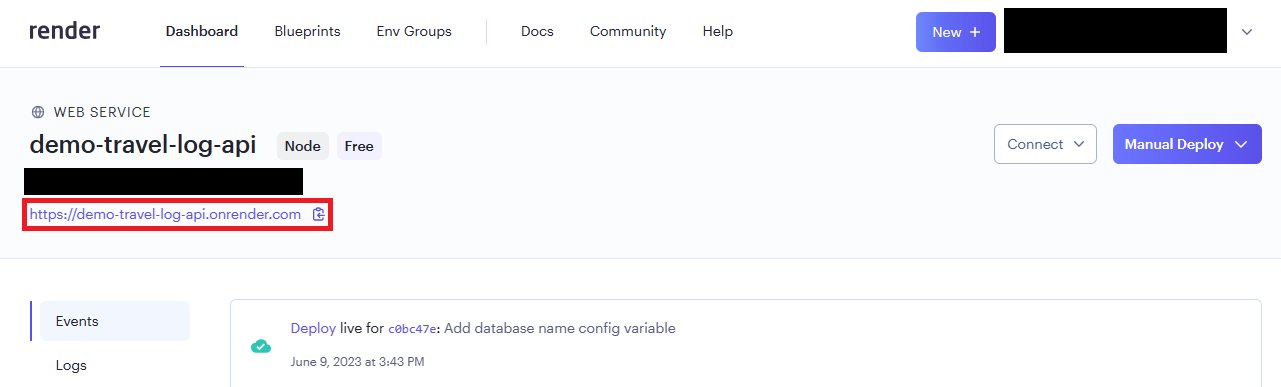 render Dashboard Blueprints Env Groups Docs Community Help New +
WEB SERVICE
demo-travel-log-api Node Free Connect Manual Deploy
https://demo-travel-log-api.onrender.com
Events
Deploy live for c0bc47e: Add database name config variable
June 9, 2023 at 3:43 PM
Logs